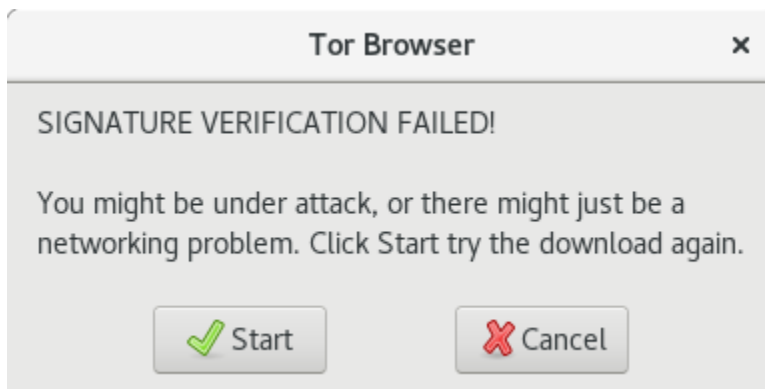 Tor Browser
SIGNATURE VERIFICATION FAILED!
You might be under attack, or there might just be a
networking problem. Click Start try the download again.
Start
Cancel